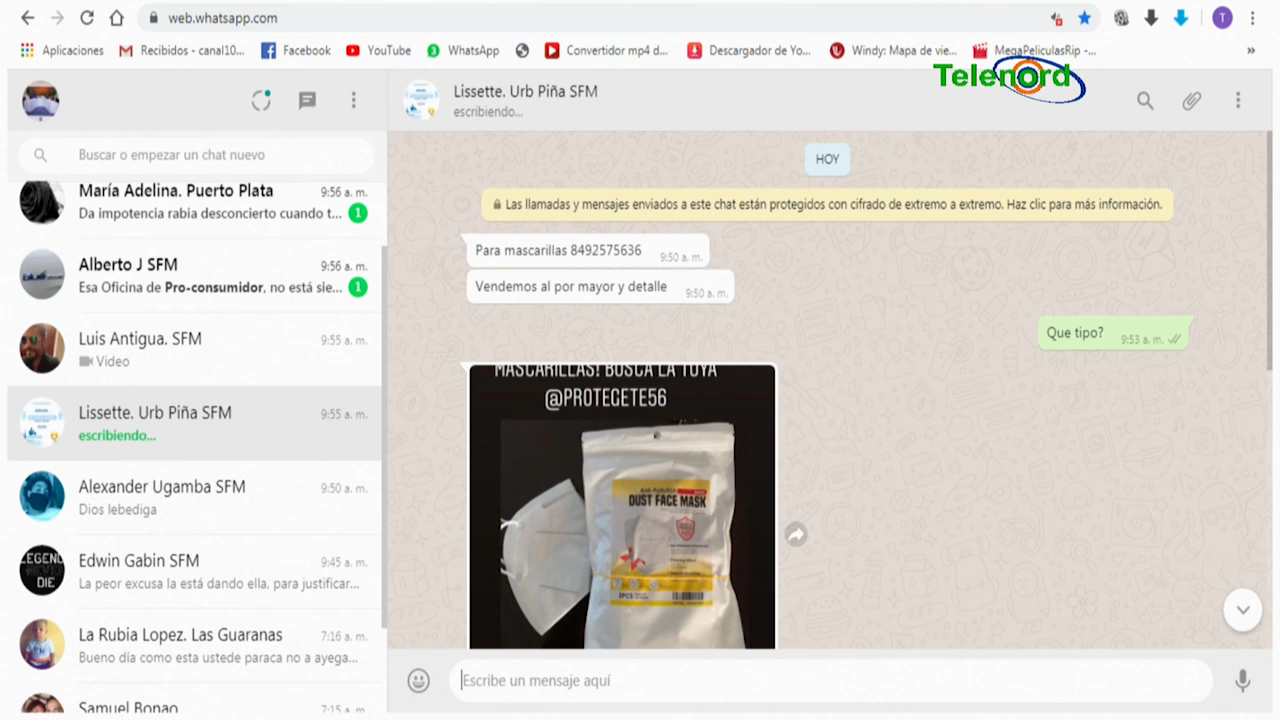 web.whatsapp.com
T
Aplicaciones
Recibidos - canal10...
Facebook
YouTube
WhatsApp
Convertidor mp4 d...
Descargador de Yo...
Windy: Mapa de vie...
MegaPeliculasRip -...
»
Telenord
Lissette. Urb Piña SFM
escribiendo...
Buscar o empezar un chat nuevo
María Adelina. Puerto Plata 9:56 a. m.
Da impotencia rabia desconcierto cuando t... 1
Alberto J SFM 9:56 a. m.
Esa Oficina de Pro-consumidor, no está sie... 1
Luis Antigua. SFM 9:55 a. m.
Video
Lissette. Urb Piña SFM 9:55 a. m.
escribiendo...
Alexander Ugamba SFM 9:50 a. m.
Dios lebediga
Edwin Gabin SFM 9:45 a. m.
La peor excusa la está dando ella, para justificar...
LEGEND
NEVER
DIE
La Rubia Lopez. Las Guaranas 7:16 a. m.
Bueno día como esta ustede paraca no a ayega...
Samuel Bonao 7:15 a. m.
HOY
Las llamadas y mensajes enviados a este chat están protegidos con cifrado de extremo a extremo. Haz clic para más información.
Para mascarillas 8492575636 9:50 a. m.
Vendemos al por mayor y detalle 9:50 a. m.
Que tipo? 9:53 a. m.
MASCARILLAS! BUSCA LA TUYA
@PROTEGETE56
Anti-Pollution
DUST FACE MASK
5PCS
Escribe un mensaje aquí